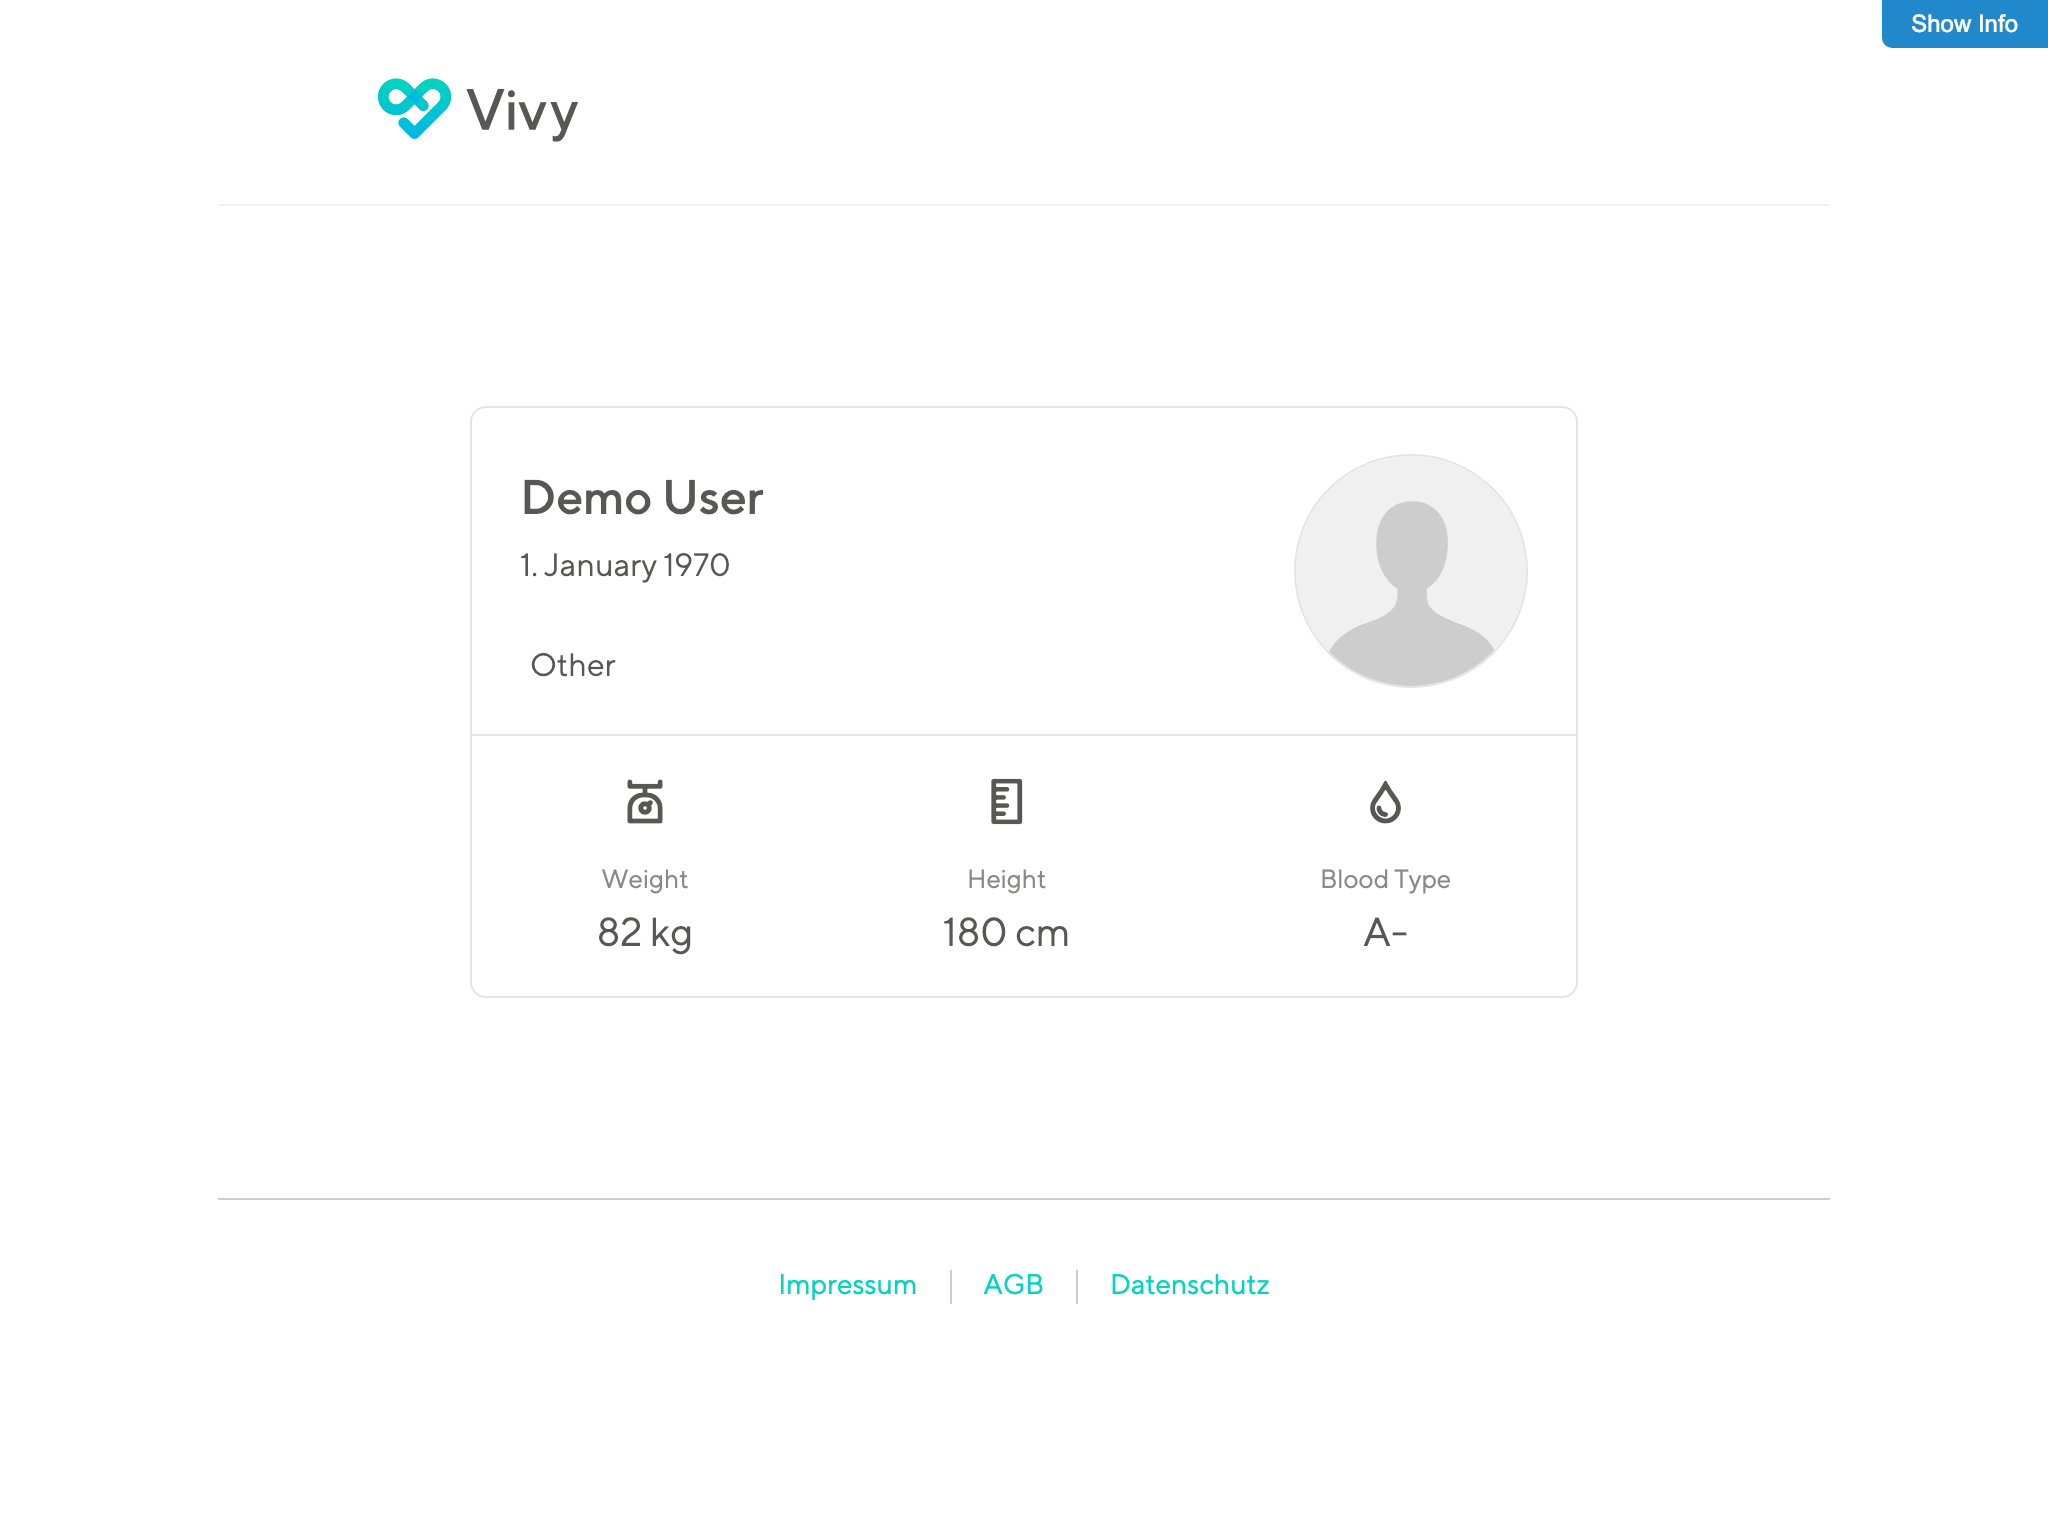 Show Info
Vivy
Demo User
1. January 1970
Other
Weight Height Blood Type
82 kg 180 cm A-
Impressum AGB Datenschutz